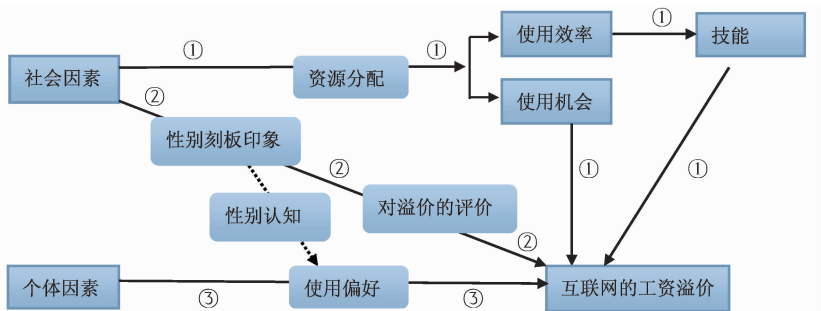 ①
使用效率
①
技能
①
社会因素
资源分配
②
使用机会
性别刻板印象
②
①
①
性别认知
对溢价的评价
②
个体因素
③
使用偏好
③
互联网的工资溢价